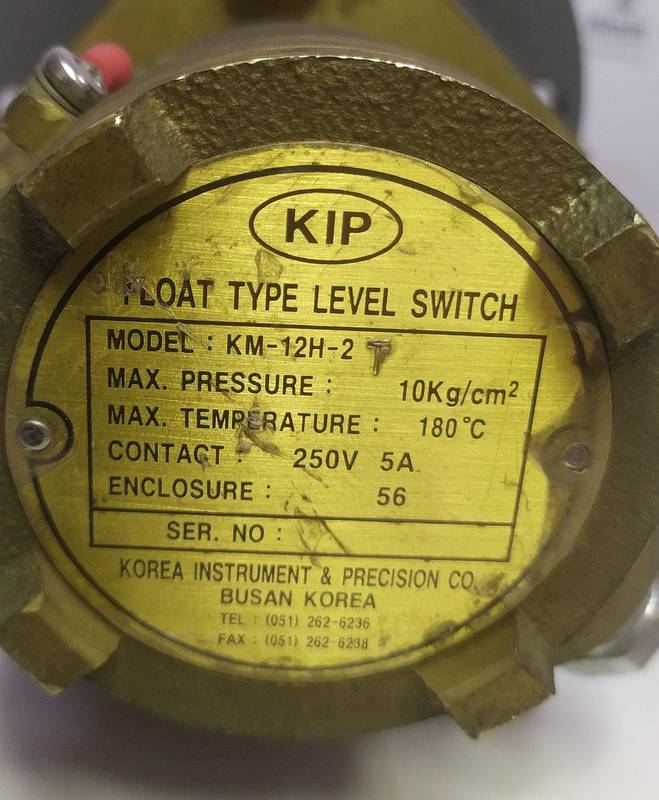 KIP
FLOAT TYPE LEVEL SWITCH
MODEL : KM-12H-2 T
MAX. PRESSURE : 10Kg/cm²
MAX. TEMPERATURE : 180°C
CONTACT : 250V 5A
ENCLOSURE : 56
SER. NO :
KOREA INSTRUMENT & PRECISION CO.
BUSAN KOREA
TEL : (051) 262-6236
FAX : (051) 262-6238